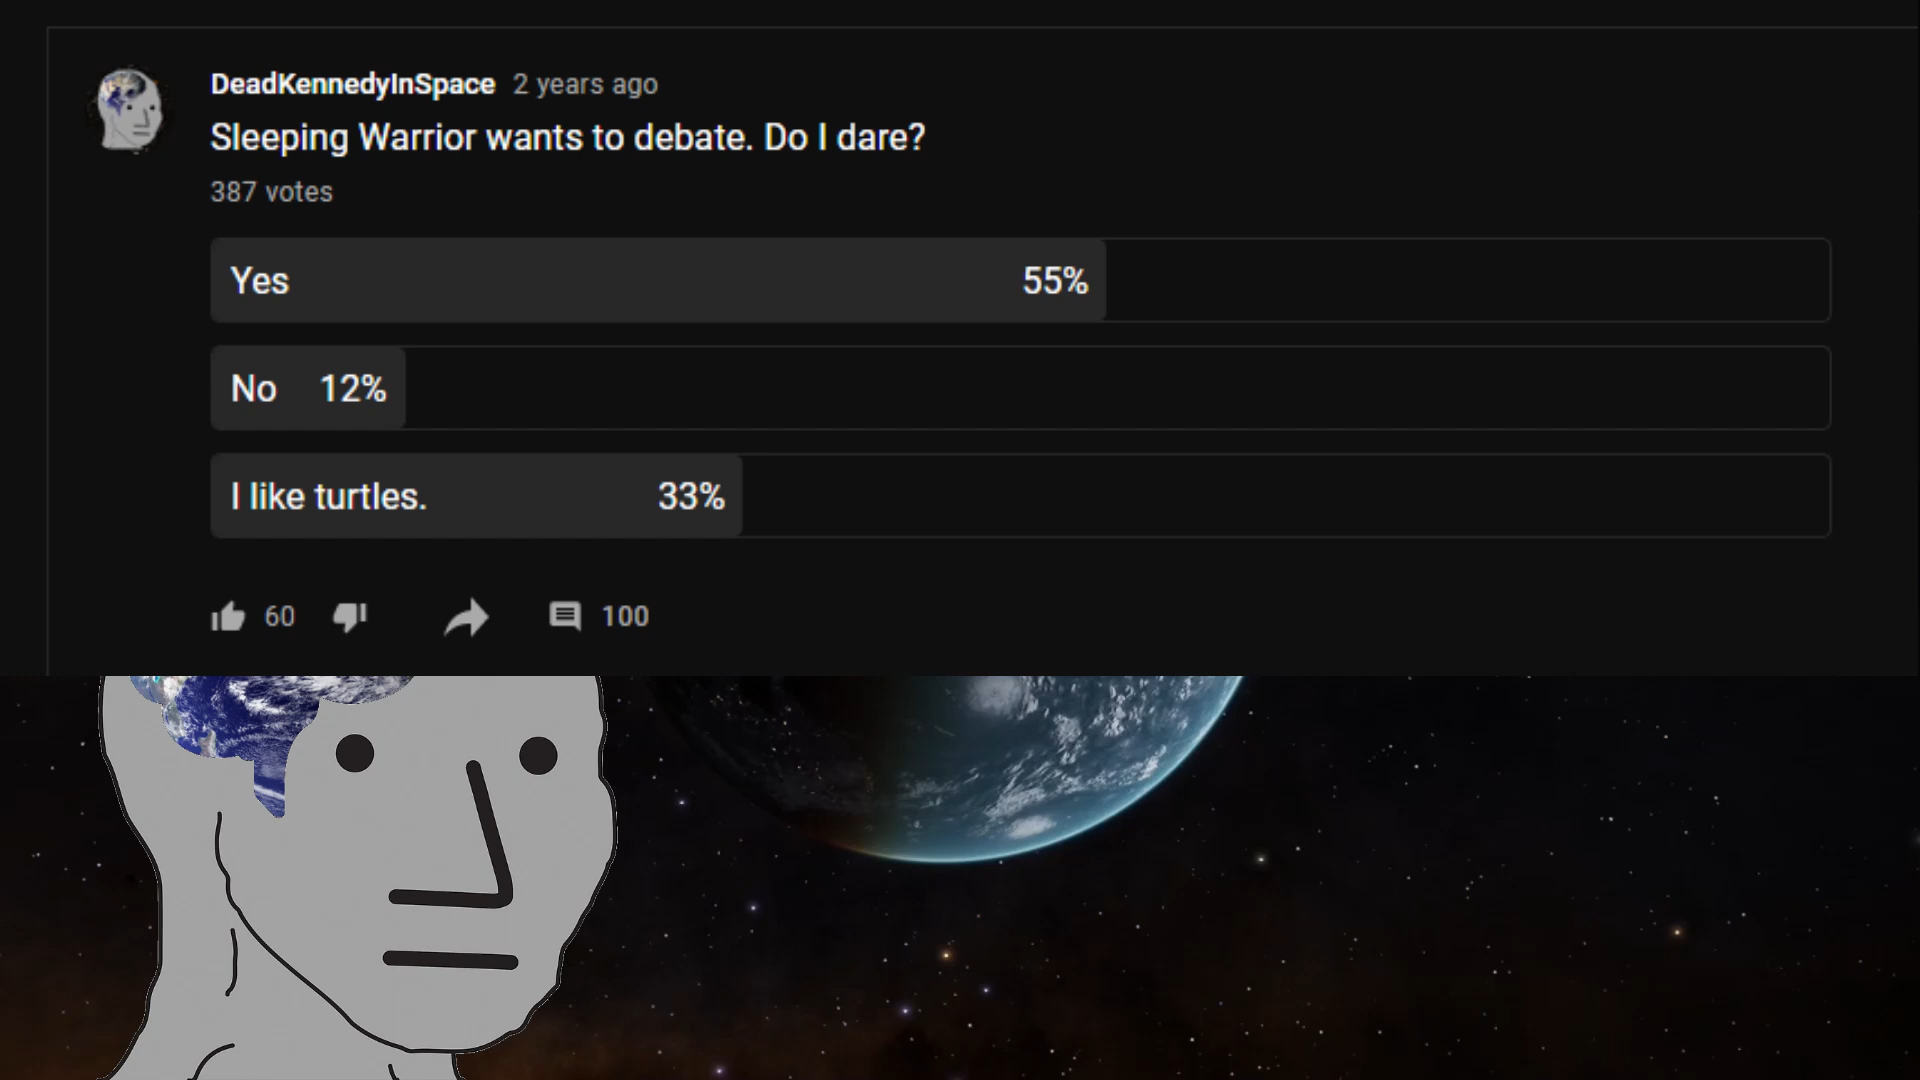 DeadKennedyInSpace 2 years ago
Sleeping Warrior wants to debate. Do I dare?
387 votes
Yes 55%
No 12%
I like turtles. 33%
60 100